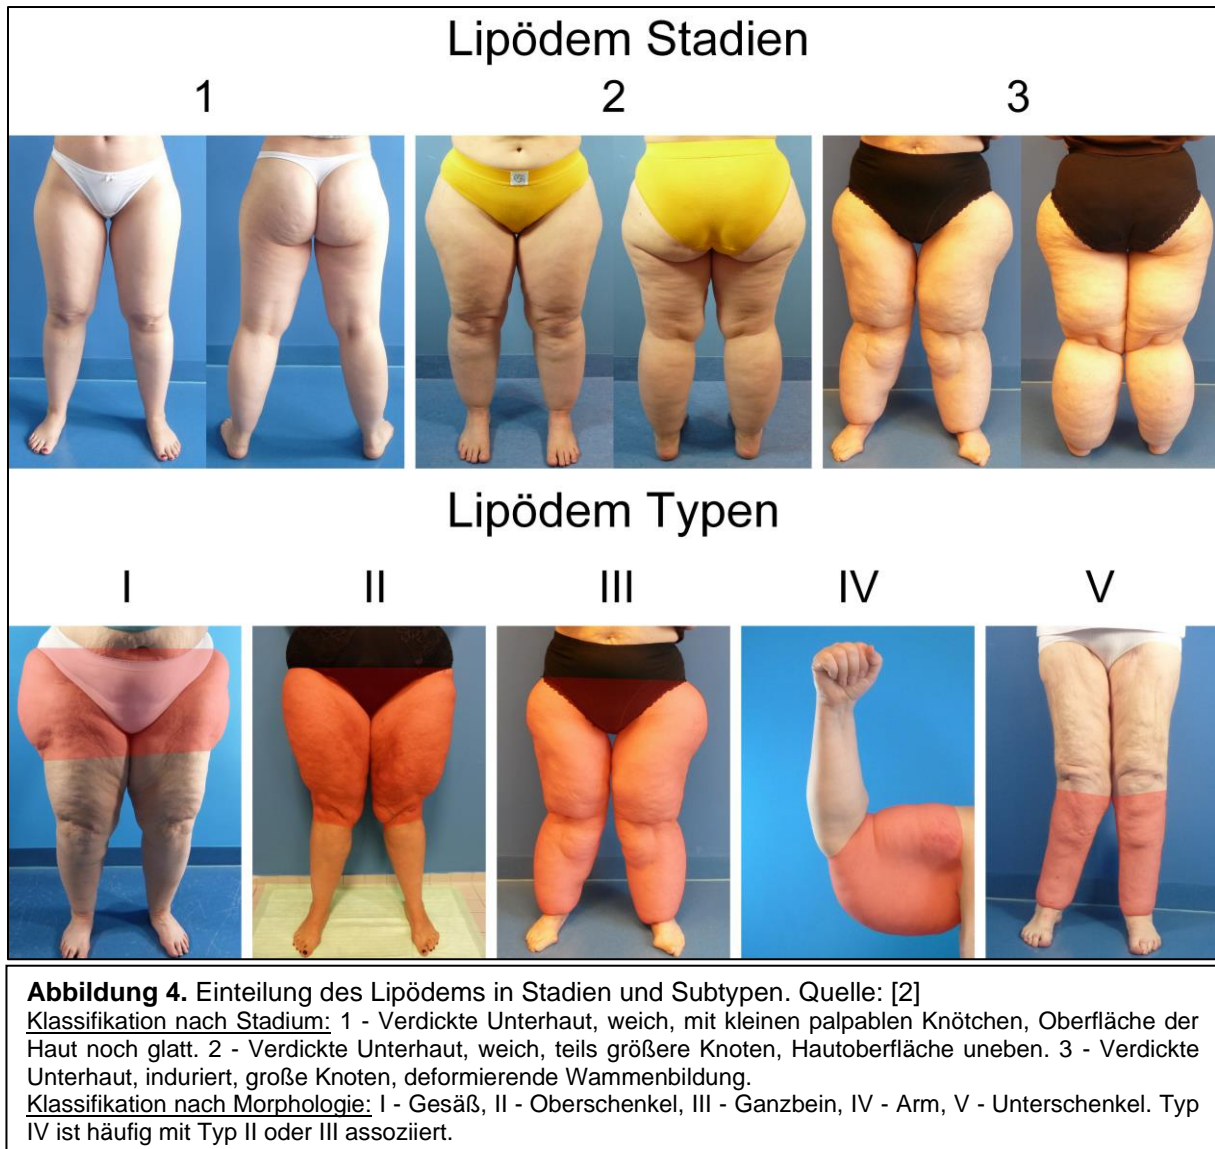 Lipödem Stadien
1 2 3
Lipödem Typen
I II III IV V
Abbildung 4. Einteilung des Lipödems in Stadien und Subtypen. Quelle: [2]
Klassifikation nach Stadium: 1 - Verdickte Unterhaut, weich, mit kleinen palpablen Knötchen, Oberfläche der
Haut noch glatt. 2 - Verdickte Unterhaut, weich, teils größere Knoten, Hautoberfläche uneben. 3 - Verdickte
Unterhaut, induriert, große Knoten, deformierende Wammenbildung.
Klassifikation nach Morphologie: I - Gesäß, II - Oberschenkel, III - Ganzbein, IV - Arm, V - Unterschenkel. Typ
IV ist häufig mit Typ II oder III assoziiert.